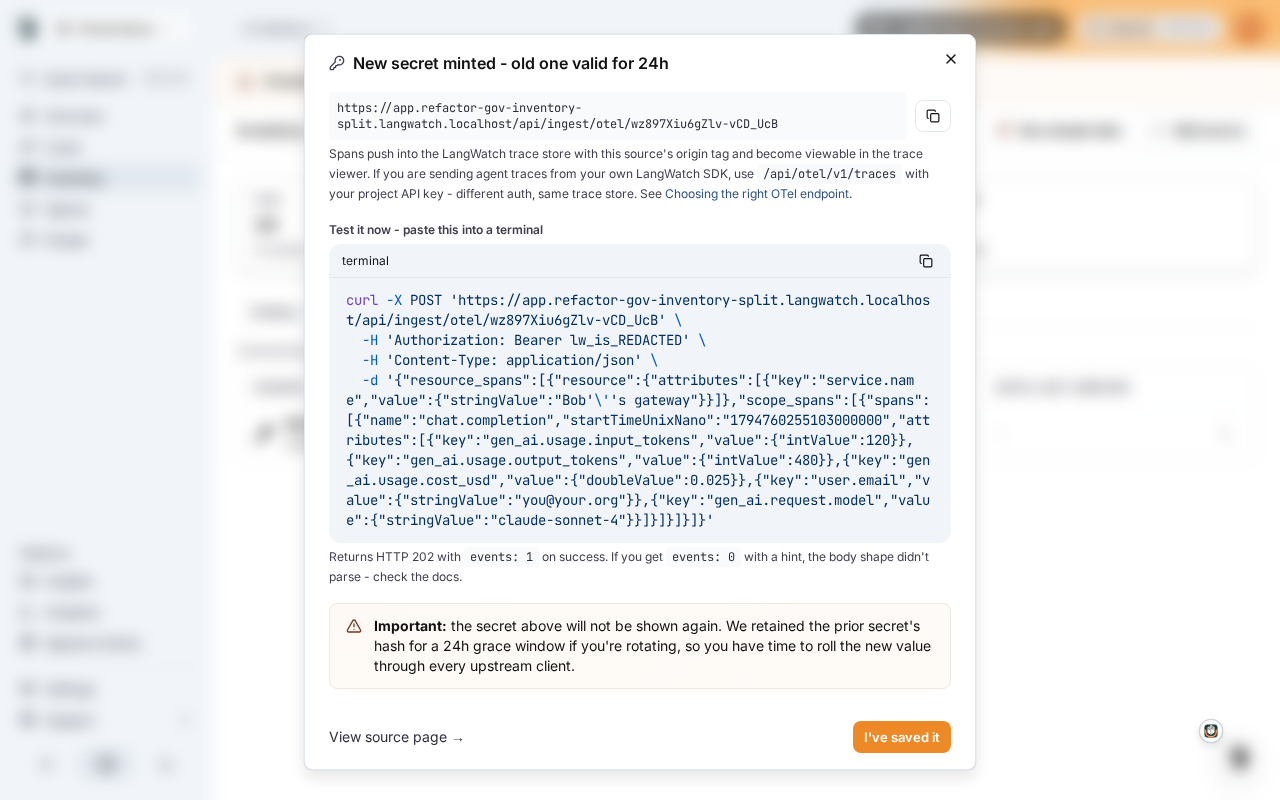 New secret minted - old one valid for 24h
https://app.refactor-gov-inventory-
split.langwatch.localhost/api/ingest/otel/wz897Xiu6gZlv-vCD_UcB
Spans push into the LangWatch trace store with this source's origin tag and become viewable in the trace
viewer. If you are sending agent traces from your own LangWatch SDK, use /api/otel/v1/traces with
your project API key - different auth, same trace store. See Choosing the right OTel endpoint.
Test it now - paste this into a terminal
terminal
curl -X POST 'https://app.refactor-gov-inventory-split.langwatch.localhos
t/api/ingest/otel/wz897Xiu6gZlv-vCD_UcB' \
-H 'Authorization: Bearer lw_is_REDACTED' \
-H 'Content-Type: application/json' \
-d '{"resource_spans":[{"resource":{"attributes":[{"key":"service.nam
e","value":{"stringValue":"Bob'\''s gateway"}}]},"scope_spans":[{"spans":
[{"name":"chat.completion","startTimeUnixNano":"1794760255103000000","att
ributes":[{"key":"gen_ai.usage.input_tokens","value":{"intValue":120}},
{"key":"gen_ai.usage.output_tokens","value":{"intValue":480}},{"key":"gen
_ai.usage.cost_usd","value":{"doubleValue":0.025}},{"key":"user.email","v
alue":{"stringValue":"you@your.org"}},{"key":"gen_ai.request.model","valu
e":{"stringValue":"claude-sonnet-4"}}]}]}]}]}'
Returns HTTP 202 with events: 1 on success. If you get events: 0 with a hint, the body shape didn't
parse - check the docs.
Important: the secret above will not be shown again. We retained the prior secret's
hash for a 24h grace window if you're rotating, so you have time to roll the new value
through every upstream client.
View source page →
I've saved it